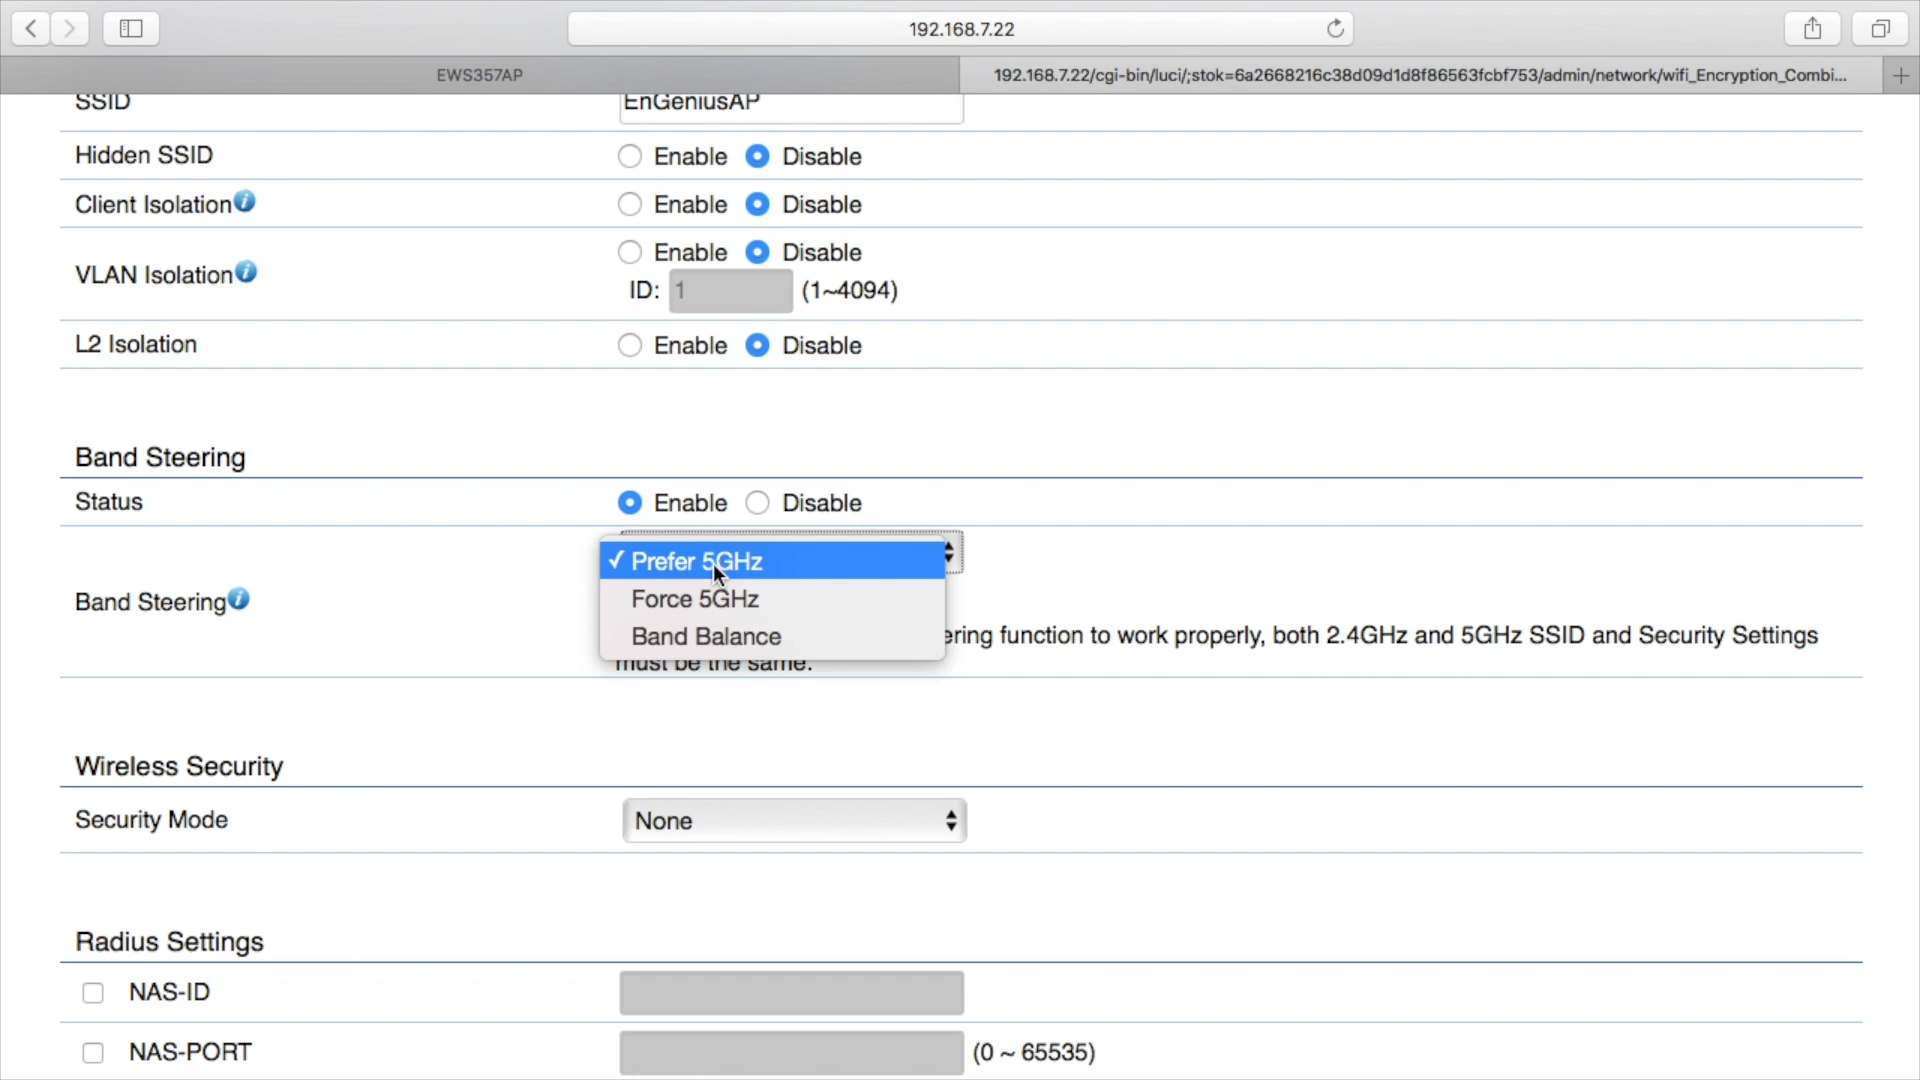 192.168.7.22
EWS357AP
192.168.7.22/cgi-bin/luci/;stok=6a2668216c38d09d1d8f86563fcbf753/admin/network/wifi_Encryption_Combi...
SSID EnGeniusAP
Hidden SSID Enable Disable
Client Isolation Enable Disable
VLAN Isolation Enable Disable
ID: 1 (1~4094)
L2 Isolation Enable Disable
Band Steering
Status Enable Disable
Band Steering
✓ Prefer 5GHz
Force 5GHz
Band Balance
ering function to work properly, both 2.4GHz and 5GHz SSID and Security Settings
must be the same.
Wireless Security
Security Mode None
Radius Settings
NAS-ID
NAS-PORT (0 ~ 65535)